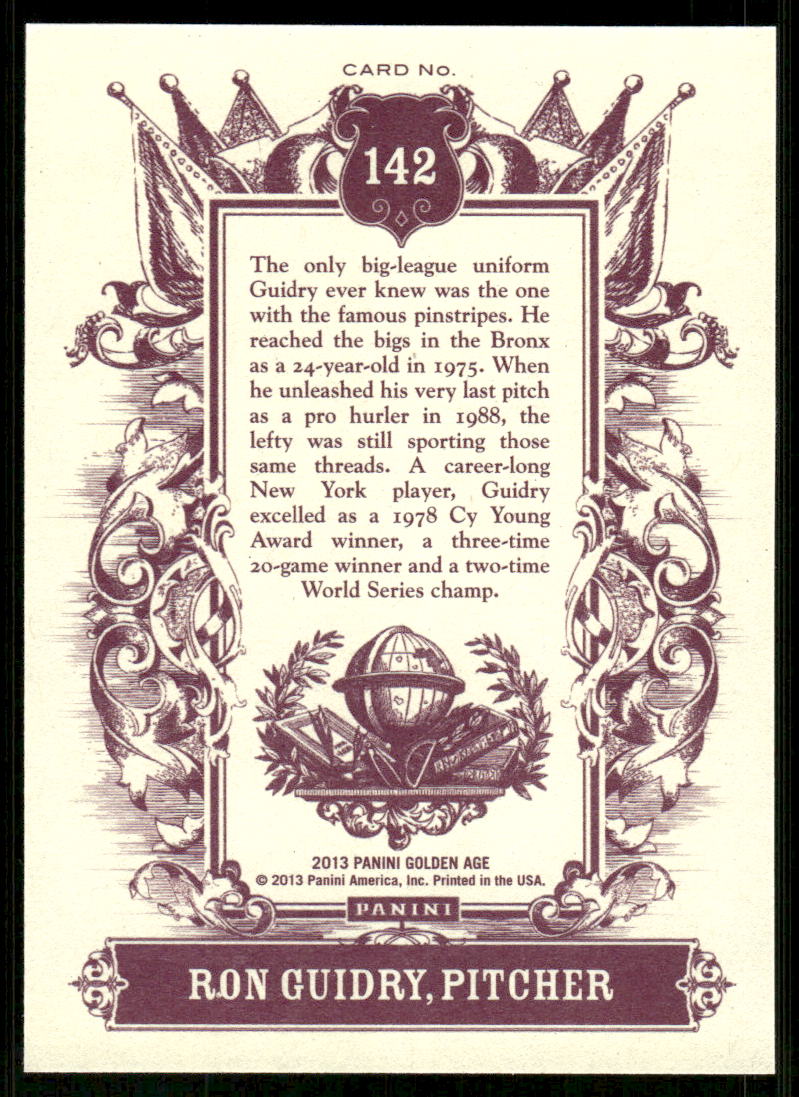 CARD No.
142
The only big-league uniform
Guidry ever knew was the one
with the famous pinstripes. He
reached the bigs in the Bronx
as a 24-year-old in 1975. When
he unleashed his very last pitch
as a pro hurler in 1988, the
lefty was still sporting those
same threads. A career-long
New York player, Guidry
excelled as a 1978 Cy Young
Award winner, a three-time
20-game winner and a two-time
World Series champ.
2013 PANINI GOLDEN AGE
© 2013 Panini America, Inc. Printed in the USA.
PANINI
RON GUIDRY, PITCHER